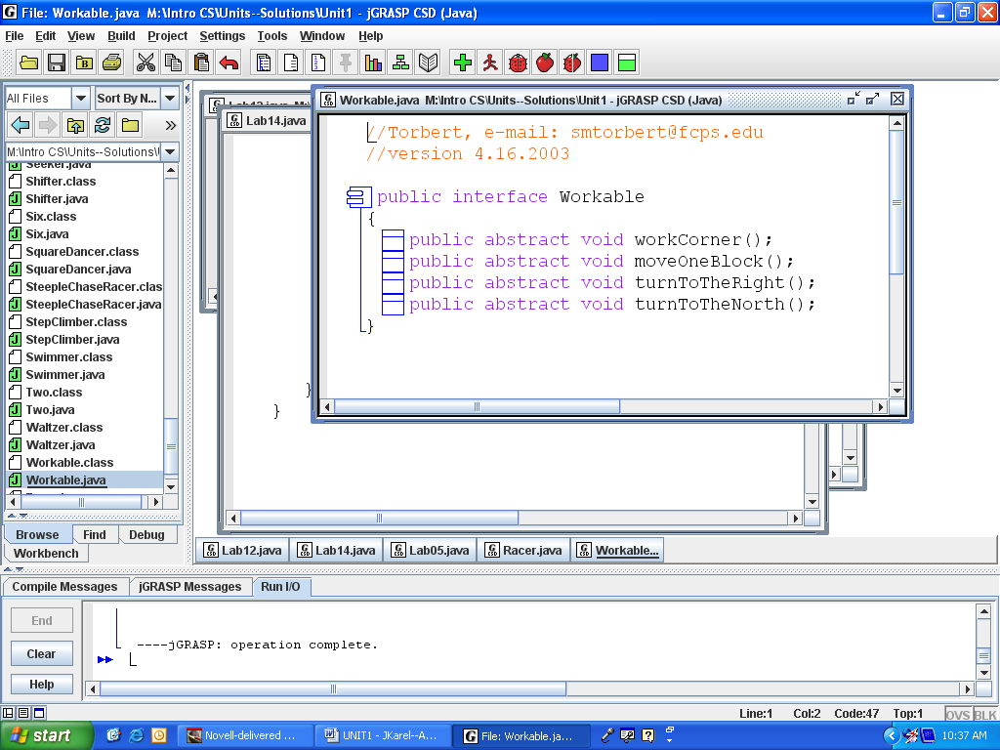 File: Workable.java  M:\Intro CS\Units--Solutions\Unit1 - jGRASP CSD (Java)
File Edit View Build Project Settings Tools Window Help
All Files
Sort By N...
M:\Intro CS\Units--Solutions\
Seeker.java
Shifter.class
Shifter.java
Six.class
Six.java
SquareDancer.class
SquareDancer.java
SteepleChaseRacer.clas
SteepleChaseRacer.java
StepClimber.class
StepClimber.java
Swimmer.class
Swimmer.java
Two.class
Two.java
Waltzer.class
Waltzer.java
Workable.class
Workable.java
Browse Find Debug
Workbench
Lab14.java
}
}
Workable.java  M:\Intro CS\Units--Solutions\Unit1 - jGRASP CSD (Java)
//Torbert, e-mail: smtorbert@fcps.edu
//version 4.16.2003
public interface Workable
{
public abstract void workCorner();
public abstract void moveOneBlock();
public abstract void turnToTheRight();
public abstract void turnToTheNorth();
}
Lab12.java Lab14.java Lab05.java Racer.java Workable...
Compile Messages jGRASP Messages Run I/O
End
Clear
Help
----jGRASP: operation complete.
Line:1 Col:2 Code:47 Top:1 OVS BLK
start Novell-delivered ... UNIT1 - JKarel--A... File: Workable.ja... 10:37 AM